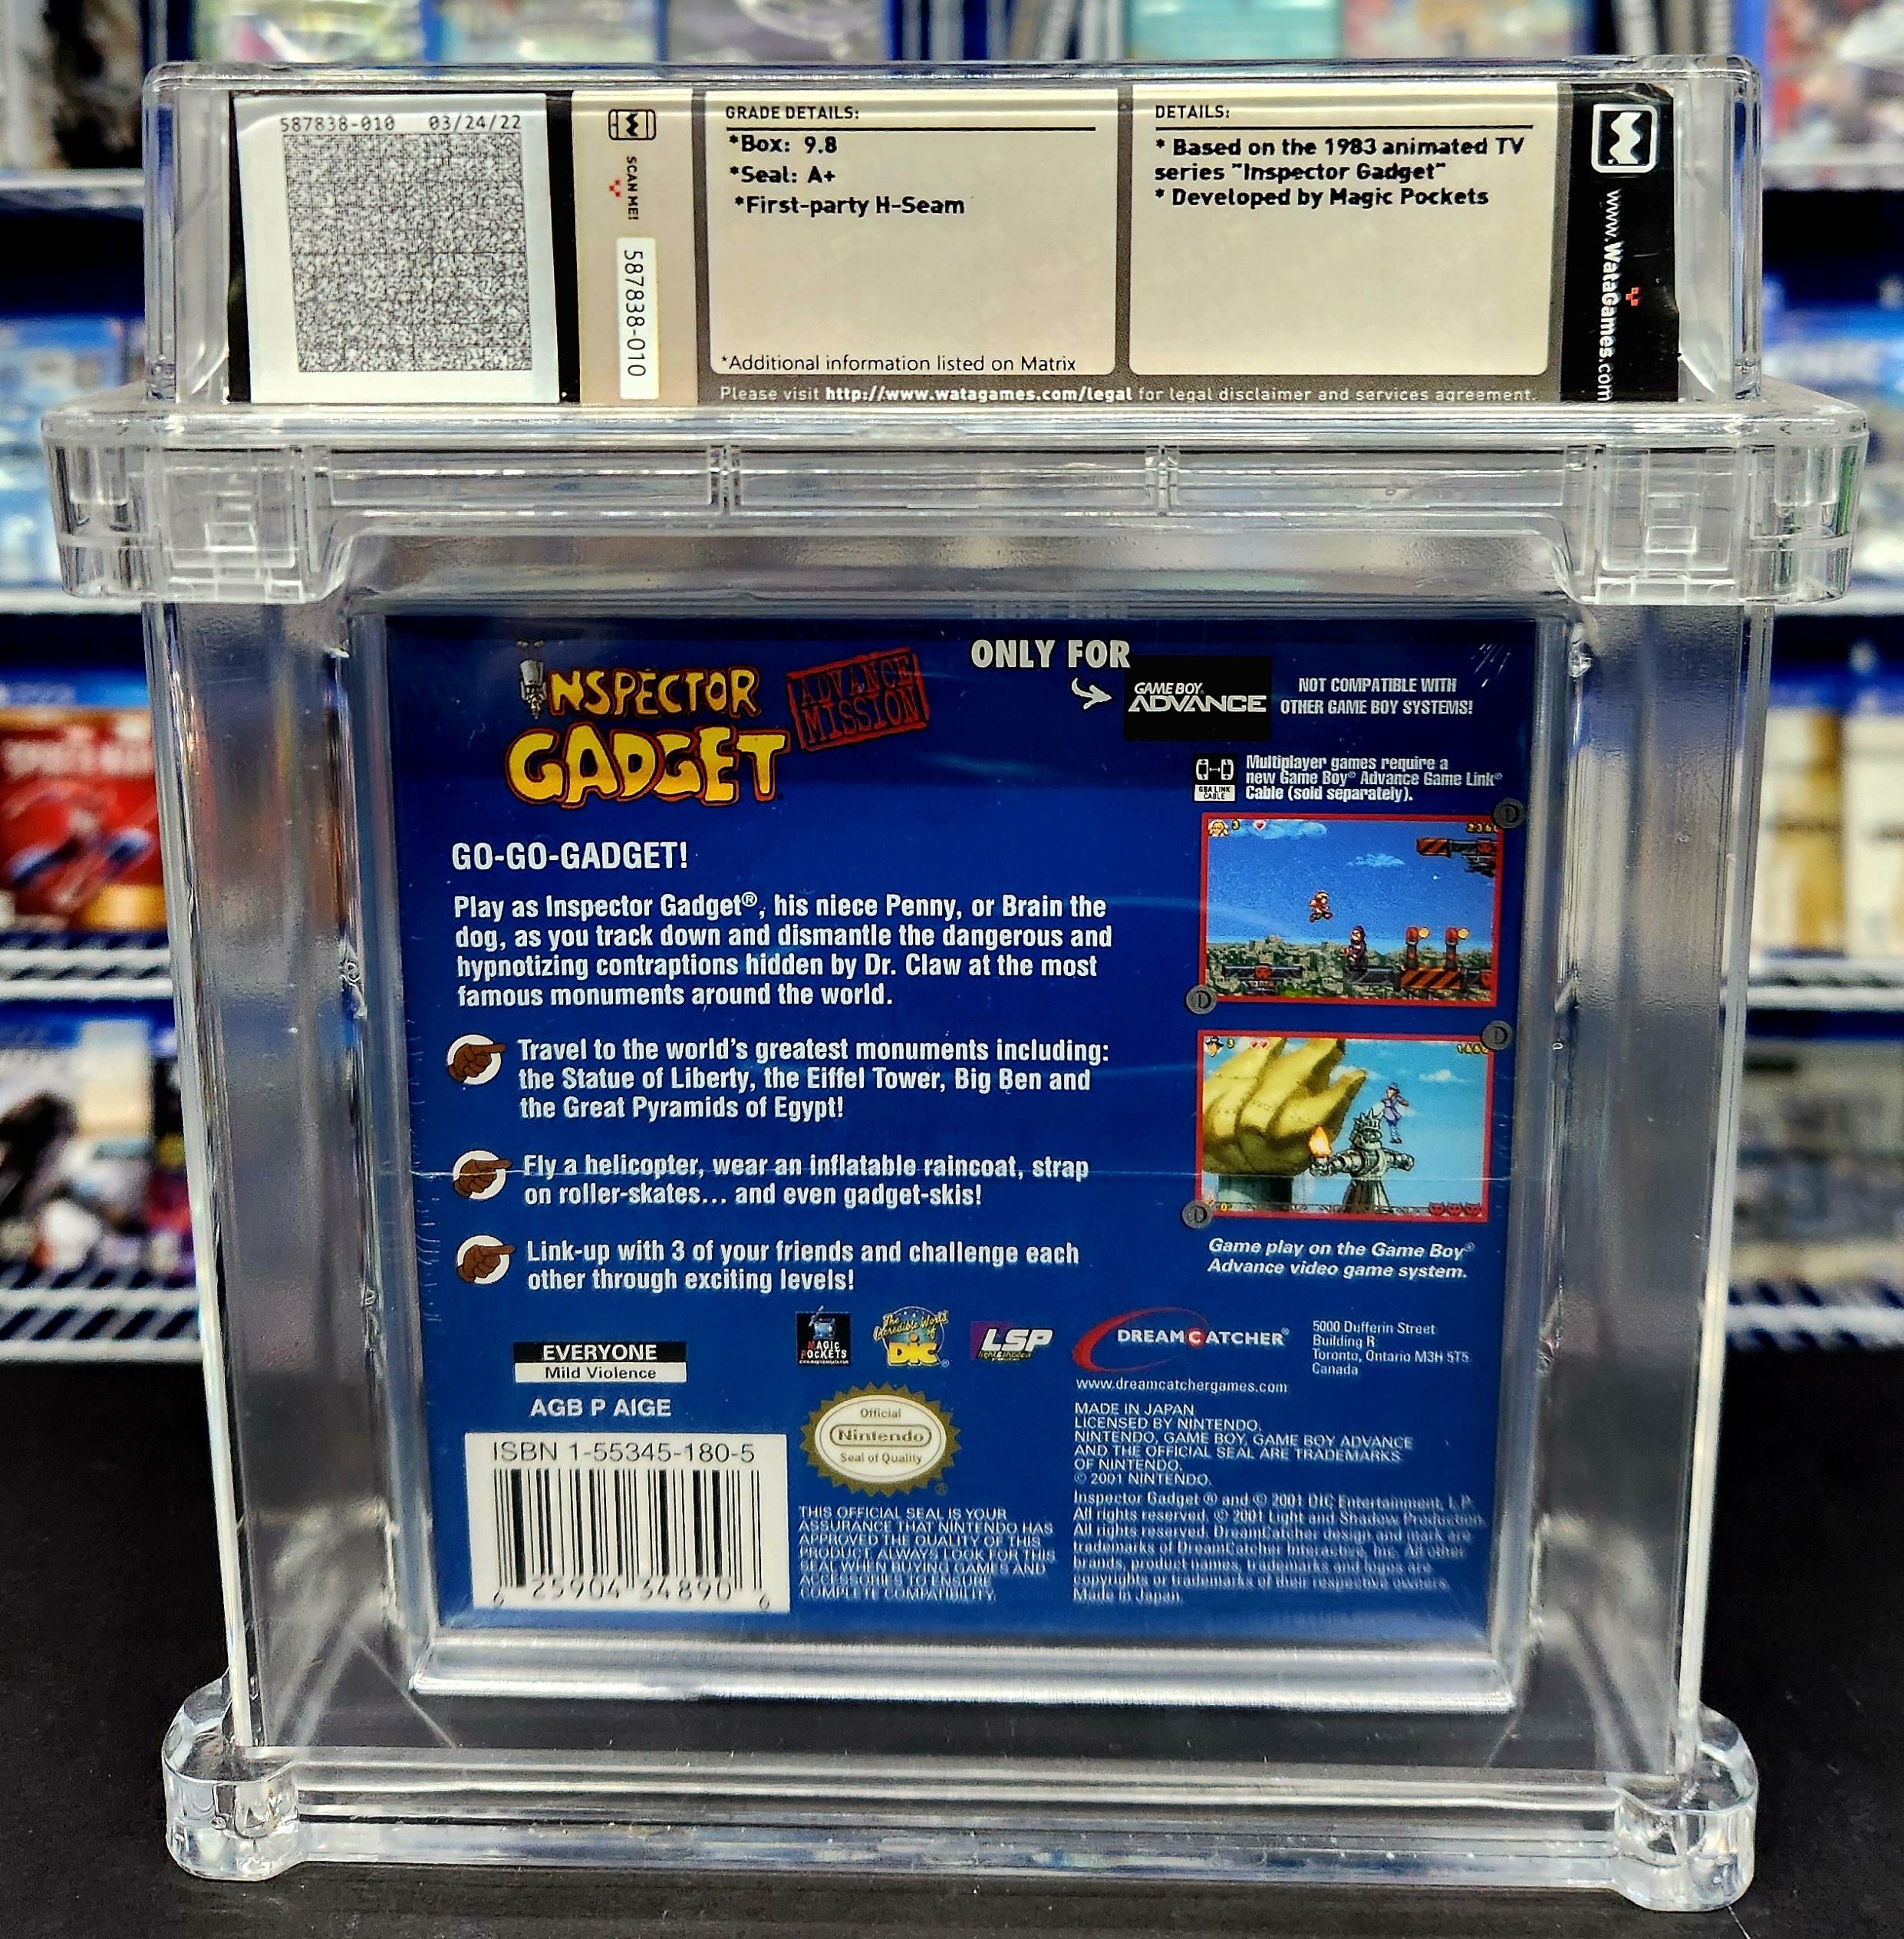 587838-010 03/24/22
SCAN ME!
587838-010
GRADE DETAILS:
*Box: 9.8
*Seal: A+
*First-party H-Seam
*Additional information listed on Matrix
DETAILS:
* Based on the 1983 animated TV
series "Inspector Gadget"
* Developed by Magic Pockets
www.WataGames.com
Please visit http://www.watagames.com/legal for legal disclaimer and services agreement.
INSPECTOR
GADGET
ADVANCE
MISSION
ONLY FOR
GAME BOY
ADVANCE
NOT COMPATIBLE WITH
OTHER GAME BOY SYSTEMS!
GBA LINK
CABLE
Multiplayer games require a
new Game Boy® Advance Game Link®
Cable (sold separately).
GO-GO-GADGET!
Play as Inspector Gadget®, his niece Penny, or Brain the
dog, as you track down and dismantle the dangerous and
hypnotizing contraptions hidden by Dr. Claw at the most
famous monuments around the world.
Travel to the world's greatest monuments including:
the Statue of Liberty, the Eiffel Tower, Big Ben and
the Great Pyramids of Egypt!
Fly a helicopter, wear an inflatable raincoat, strap
on roller-skates... and even gadget-skis!
Link-up with 3 of your friends and challenge each
other through exciting levels!
Game play on the Game Boy®
Advance video game system.
EVERYONE
Mild Violence
AGB P AIGE
MAGIC
POCKETS
The
Incredible World
of
DIC
LSP
DREAMCATCHER®
5000 Dufferin Street
Building R
Toronto, Ontario M3H 5T5
Canada
www.dreamcatchergames.com
ISBN 1-55345-180-5
6 25904 34890 6
Official
Nintendo
Seal of Quality
THIS OFFICIAL SEAL IS YOUR
ASSURANCE THAT NINTENDO HAS
APPROVED THE QUALITY OF THIS
PRODUCT. ALWAYS LOOK FOR THIS
SEAL WHEN BUYING GAMES AND
ACCESSORIES TO ENSURE
COMPLETE COMPATIBILITY.
MADE IN JAPAN
LICENSED BY NINTENDO.
NINTENDO, GAME BOY, GAME BOY ADVANCE
AND THE OFFICIAL SEAL ARE TRADEMARKS
OF NINTENDO.
© 2001 NINTENDO.
Inspector Gadget ® and © 2001 DIC Entertainment, L.P.
All rights reserved. © 2001 Light and Shadow Production.
All rights reserved. DreamCatcher design and mark are
trademarks of DreamCatcher Interactive, Inc. All other
brands, product names, trademarks and logos are
copyrights or trademarks of their respective owners.
Made in Japan.